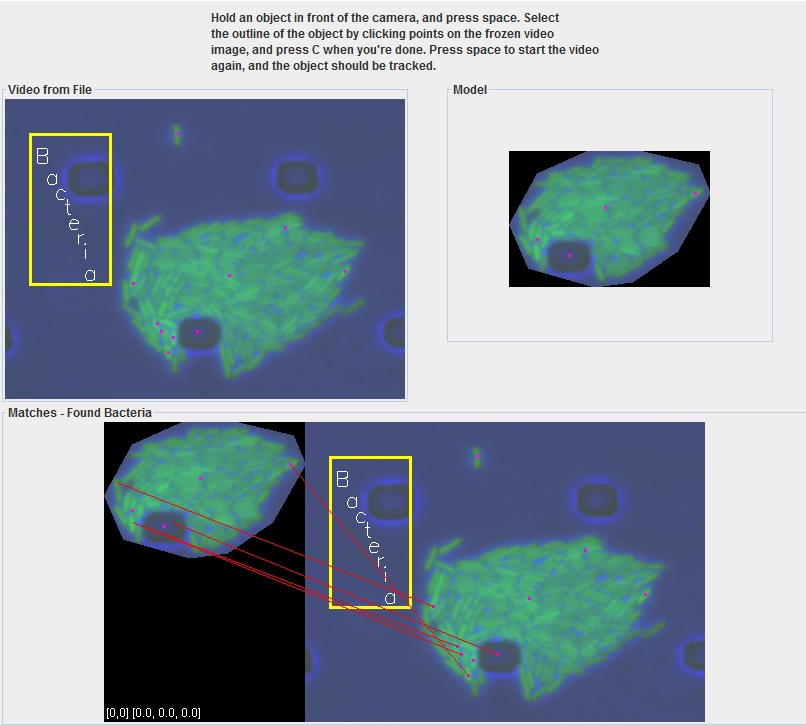 Hold an object in front of the camera, and press space. Select
the outline of the object by clicking points on the frozen video
image, and press C when you're done. Press space to start the video
again, and the object should be tracked.
Video from File
Model
Bacteria
Matches - Found Bacteria
Bacteria
[0,0] [0.0, 0.0, 0.0]